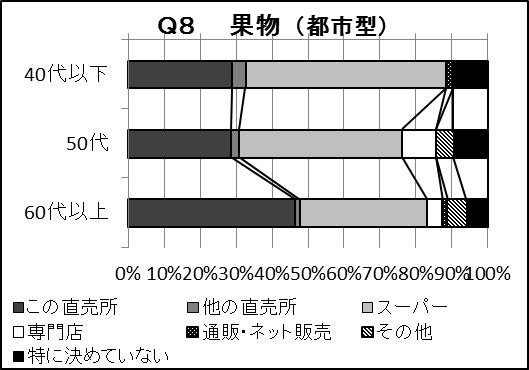 Q8 果物（都市型）
40代以下
50代
60代以上
0% 10% 20% 30% 40% 50% 60% 70% 80% 90% 100%
この直売所 他の直売所 スーパー
専門店 通販・ネット販売 その他
特に決めていない